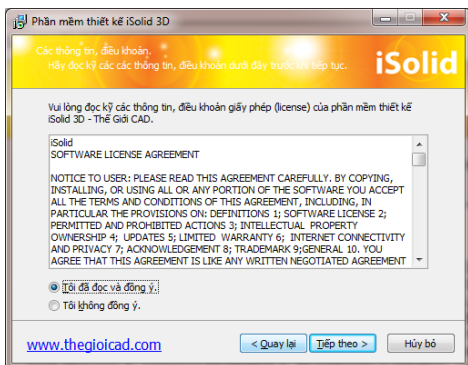 Phần mềm thiết kế iSolid 3D
Các thông tin, điều khoản.
Hãy đọc kỹ các các thông tin, điều khoản dưới đây trước khi tiếp tục.
iSolid
Vui lòng đọc kỹ các thông tin, điều khoản giấy phép (license) của phần mềm thiết kế
iSolid 3D - Thế Giới CAD.
iSolid
SOFTWARE LICENSE AGREEMENT
NOTICE TO USER: PLEASE READ THIS AGREEMENT CAREFULLY. BY COPYING,
INSTALLING, OR USING ALL OR ANY PORTION OF THE SOFTWARE YOU ACCEPT
ALL THE TERMS AND CONDITIONS OF THIS AGREEMENT, INCLUDING, IN
PARTICULAR THE PROVISIONS ON: DEFINITIONS 1; SOFTWARE LICENSE 2;
PERMITTED AND PROHIBITED ACTIONS 3; INTELLECTUAL PROPERTY
OWNERSHIP 4; UPDATES 5; LIMITED WARRANTY 6; INTERNET CONNECTIVITY
AND PRIVACY 7; ACKNOWLEDGEMENT 8; TRADEMARK 9;GENERAL 10. YOU
AGREE THAT THIS AGREEMENT IS LIKE ANY WRITTEN NEGOTIATED AGREEMENT
Tôi đã đọc và đồng ý.
Tôi không đồng ý.
www.thegioicad.com
< Quay lại
Tiếp theo >
Hủy bỏ